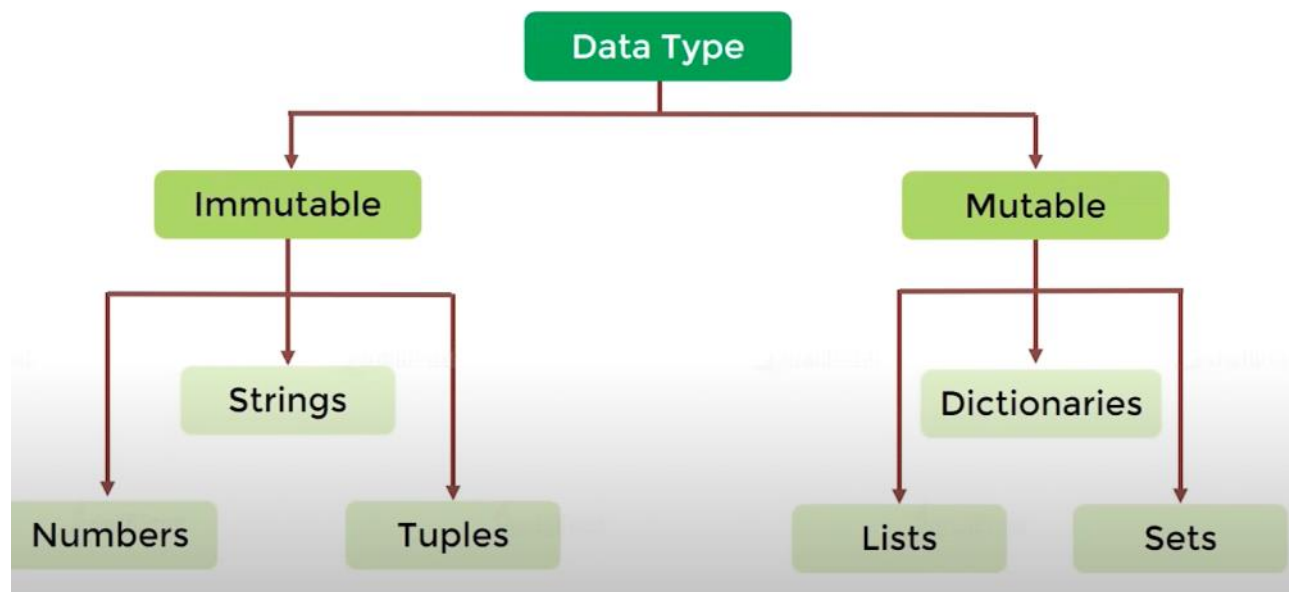 Data Type
Immutable
Mutable
Strings
Dictionaries
Numbers
Tuples
Lists
Sets